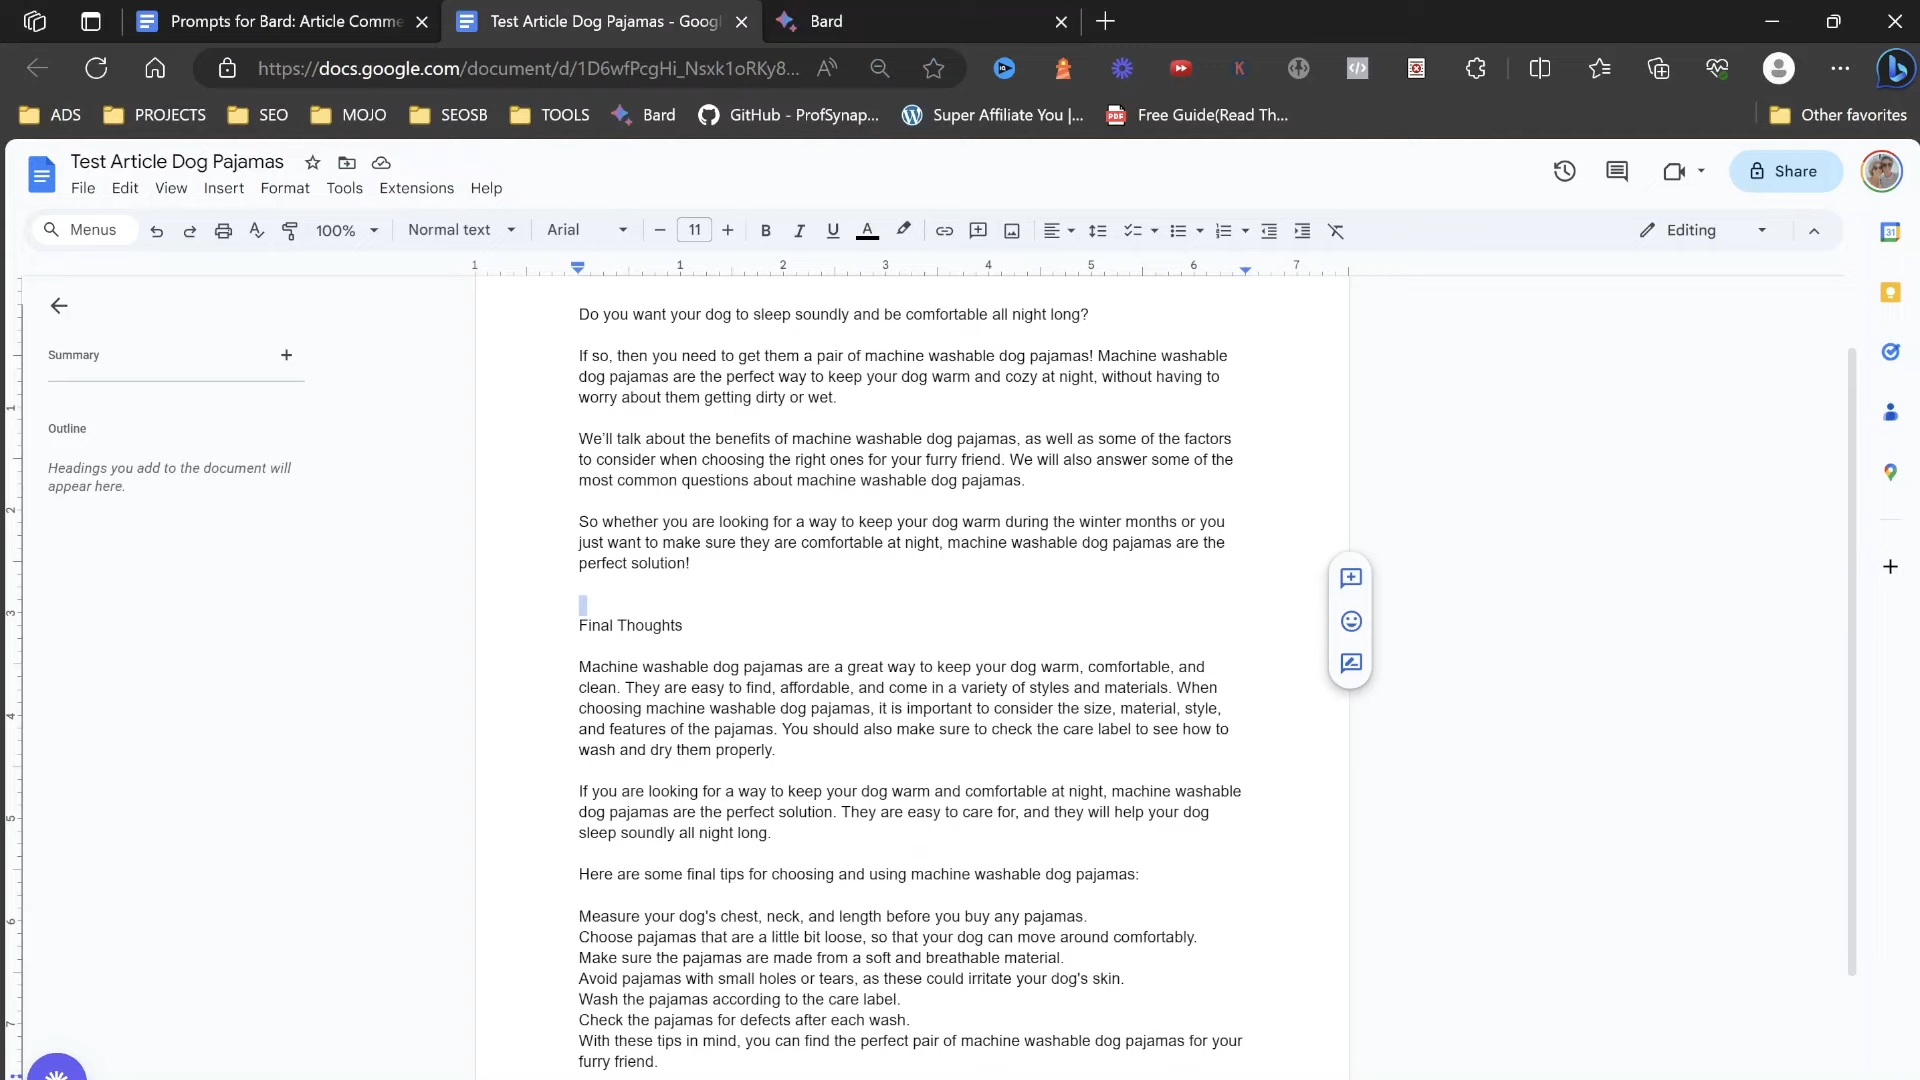 Prompts for Bard: Article Comme
Test Article Dog Pajamas - Googl
Bard
https://docs.google.com/document/d/1D6wfPcgHi_Nsxk1oRKy8...
ADS
PROJECTS
SEO
MOJO
SEOSB
TOOLS
Bard
GitHub - ProfSynap...
Super Affiliate You |...
Free Guide(Read Th...
Other favorites
Test Article Dog Pajamas
Share
File Edit View Insert Format Tools Extensions Help
Menus
100%
Normal text
Arial
11
Editing
1 1 2 3 4 5 6 7
Summary
Outline
Headings you add to the document will
appear here.
Do you want your dog to sleep soundly and be comfortable all night long?
If so, then you need to get them a pair of machine washable dog pajamas! Machine washable
dog pajamas are the perfect way to keep your dog warm and cozy at night, without having to
worry about them getting dirty or wet.
We’ll talk about the benefits of machine washable dog pajamas, as well as some of the factors
to consider when choosing the right ones for your furry friend. We will also answer some of the
most common questions about machine washable dog pajamas.
So whether you are looking for a way to keep your dog warm during the winter months or you
just want to make sure they are comfortable at night, machine washable dog pajamas are the
perfect solution!
Final Thoughts
Machine washable dog pajamas are a great way to keep your dog warm, comfortable, and
clean. They are easy to find, affordable, and come in a variety of styles and materials. When
choosing machine washable dog pajamas, it is important to consider the size, material, style,
and features of the pajamas. You should also make sure to check the care label to see how to
wash and dry them properly.
If you are looking for a way to keep your dog warm and comfortable at night, machine washable
dog pajamas are the perfect solution. They are easy to care for, and they will help your dog
sleep soundly all night long.
Here are some final tips for choosing and using machine washable dog pajamas:
Measure your dog's chest, neck, and length before you buy any pajamas.
Choose pajamas that are a little bit loose, so that your dog can move around comfortably.
Make sure the pajamas are made from a soft and breathable material.
Avoid pajamas with small holes or tears, as these could irritate your dog's skin.
Wash the pajamas according to the care label.
Check the pajamas for defects after each wash.
With these tips in mind, you can find the perfect pair of machine washable dog pajamas for your
furry friend.